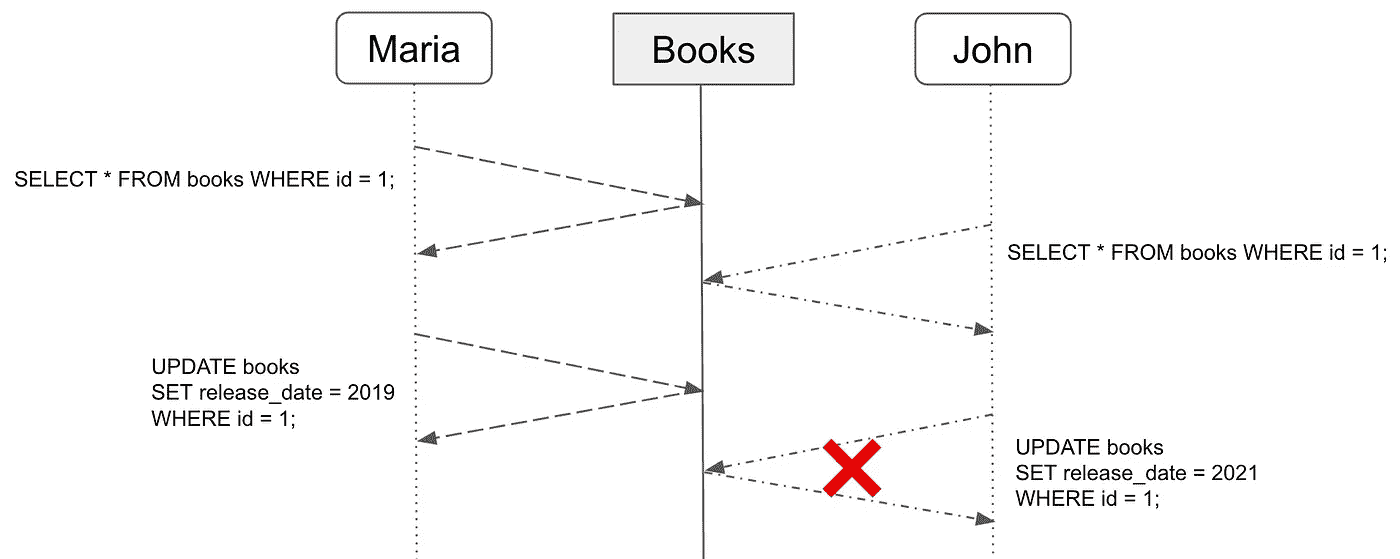 Maria
Books
John
SELECT * FROM books WHERE id = 1;
SELECT * FROM books WHERE id = 1;
UPDATE books
SET release_date = 2019
WHERE id = 1;
UPDATE books
SET release_date = 2021
WHERE id = 1;